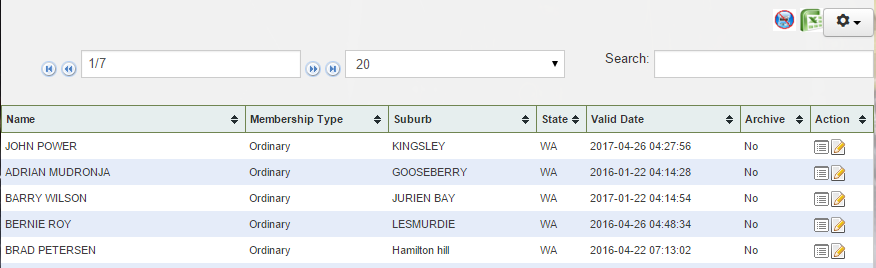 1/7 20 Search:
Name Membership Type Suburb State Valid Date Archive Action
JOHN POWER Ordinary KINGSLEY WA 2017-04-26 04:27:56 No
ADRIAN MUDRONJA Ordinary GOOSEBERRY WA 2016-01-22 04:14:28 No
BARRY WILSON Ordinary JURIEN BAY WA 2017-01-22 04:14:54 No
BERNIE ROY Ordinary LESMURDIE WA 2016-04-26 04:48:34 No
BRAD PETERSEN Ordinary Hamilton hill WA 2016-04-22 07:13:02 No